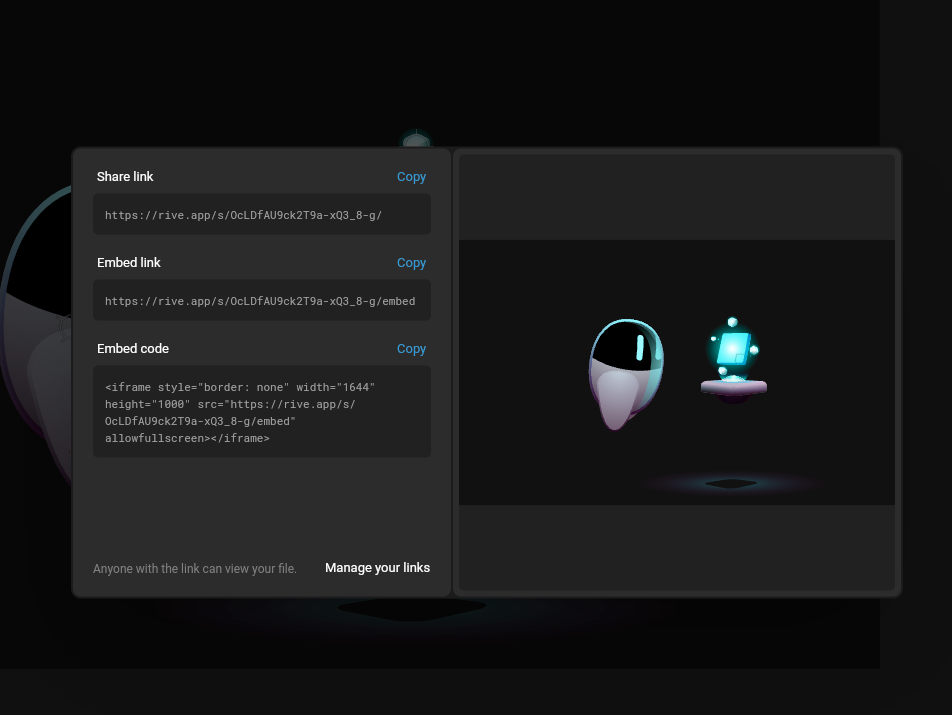 Share link
Copy
https://rive.app/s/OcLDfAU9ck2T9a-xQ3_8-g/
Embed link
Copy
https://rive.app/s/OcLDfAU9ck2T9a-xQ3_8-g/embed
Embed code
Copy
<iframe style="border: none" width="1644"
height="1000" src="https://rive.app/s/
OcLDfAU9ck2T9a-xQ3_8-g/embed"
allowfullscreen></iframe>
Anyone with the link can view your file.
Manage your links